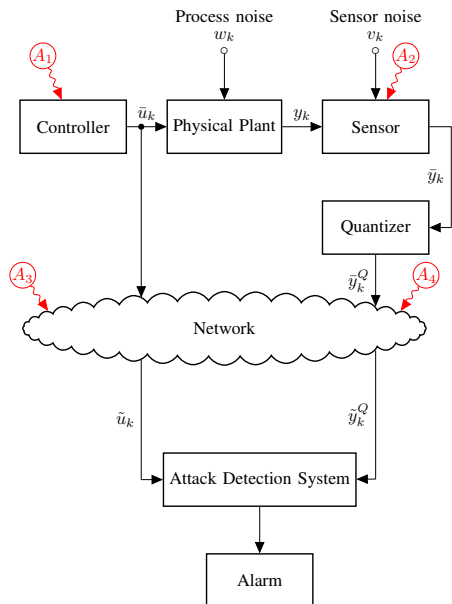 Process noise
w_k
Sensor noise
v_k
A_1
A_2
Controller
ū_k
Physical Plant
y_k
Sensor
ȳ_k
Quantizer
ȳ_k^Q
A_3
A_4
Network
ũ_k
ỹ_k^Q
Attack Detection System
Alarm